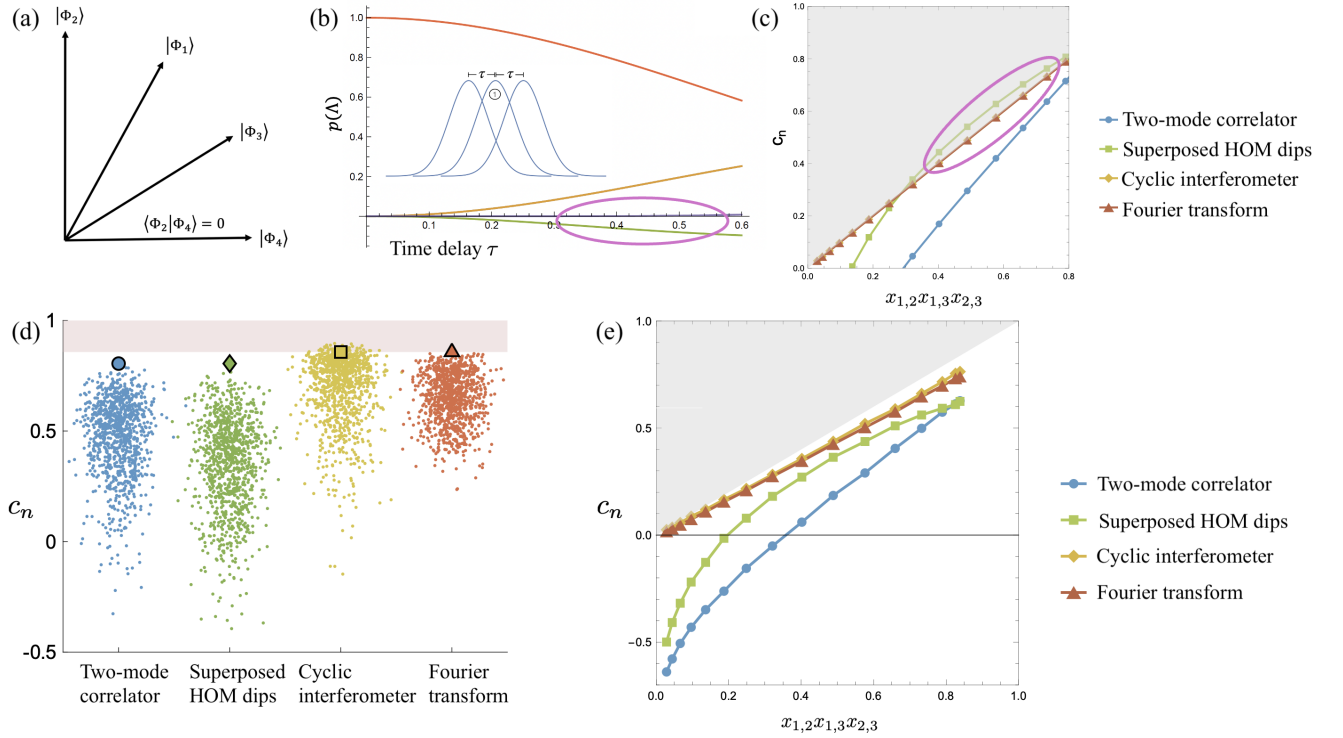 (a)
|Φ₂⟩
|Φ₁⟩
|Φ₃⟩
⟨Φ₂|Φ₄⟩ = 0
|Φ₄⟩
(b)
p(Λ)
1.0
0.8
0.6
0.4
0.2
τ τ
1
0.1 0.2 0.3 0.4 0.5 0.6
Time delay τ
(c)
cₙ
1.0
0.8
0.6
0.4
0.2
0.0
0.0 0.2 0.4 0.6 0.8
x₁,₂x₁,₃x₂,₃
Two-mode correlator
Superposed HOM dips
Cyclic interferometer
Fourier transform
(d)
cₙ
1
0.5
0
-0.5
Two-mode
correlator
Superposed
HOM dips
Cyclic
interferometer
Fourier
transform
(e)
cₙ
1.0
0.5
0.0
-0.5
0.0 0.2 0.4 0.6 0.8 1.0
x₁,₂x₁,₃x₂,₃
Two-mode correlator
Superposed HOM dips
Cyclic interferometer
Fourier transform